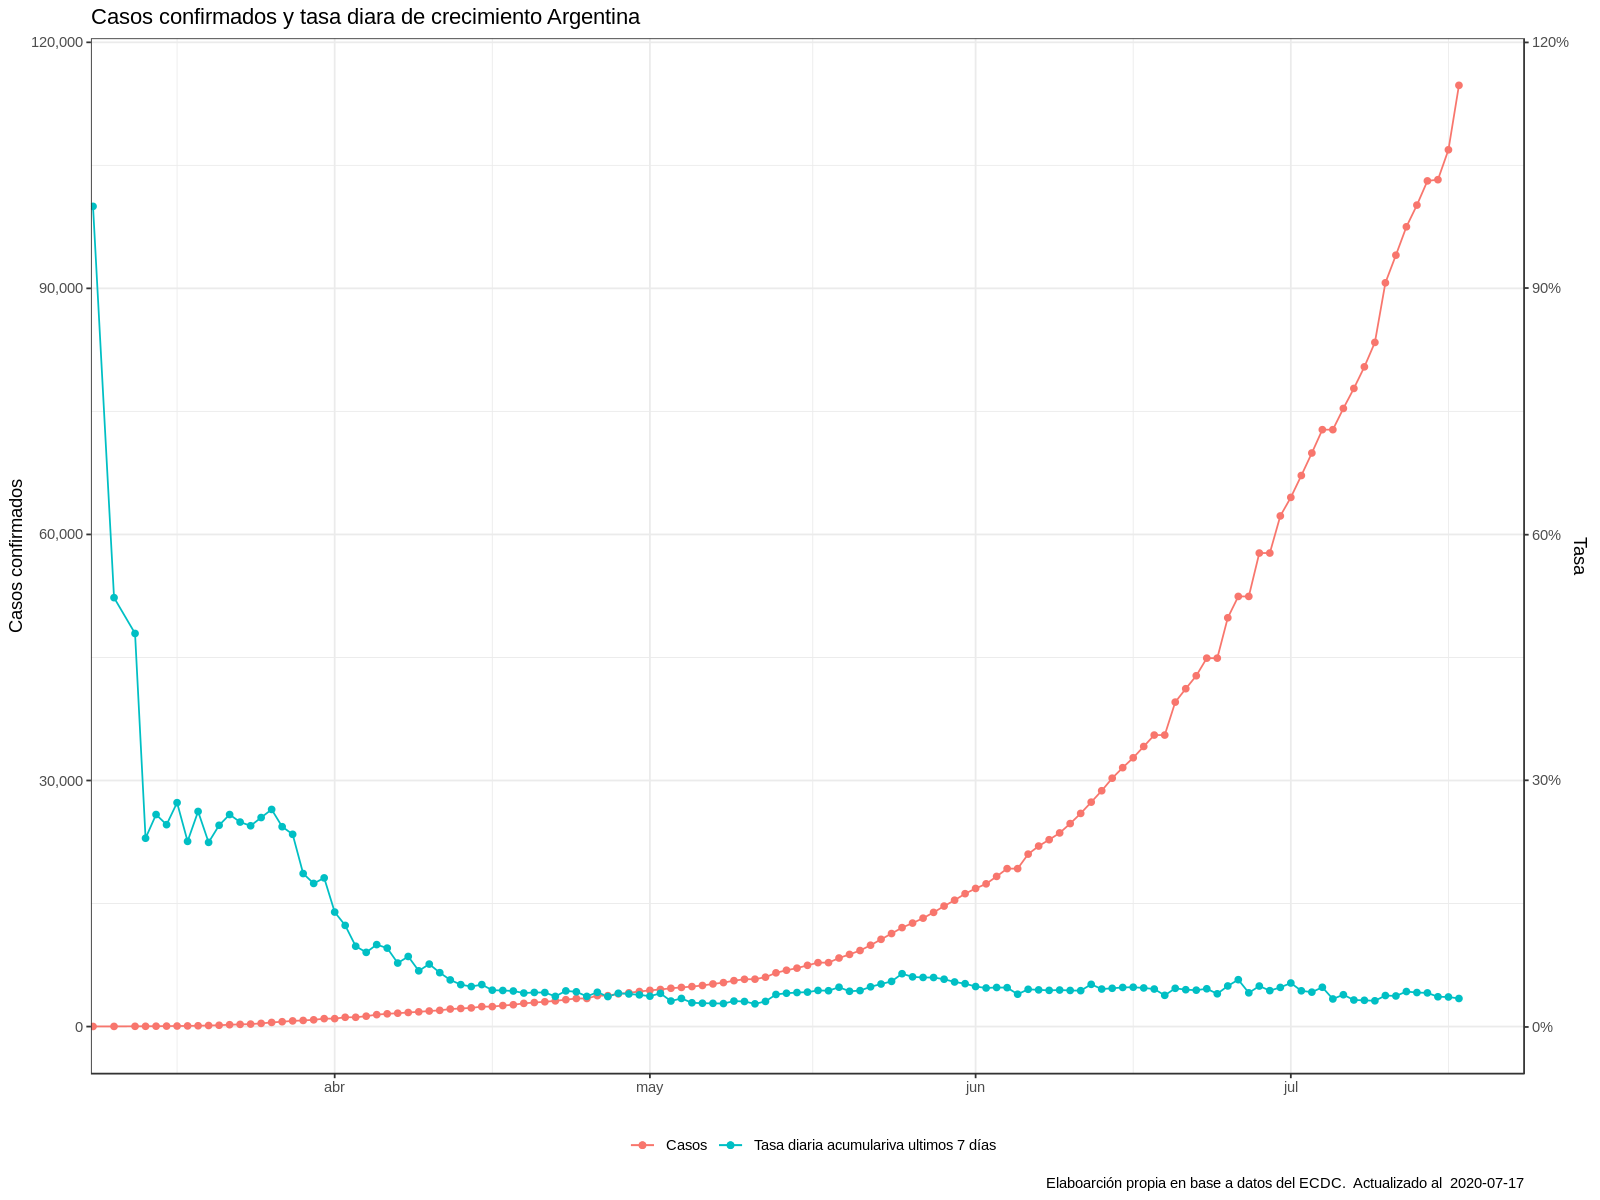 Casos confirmados y tasa diara de crecimiento Argentina
120,000
90,000
60,000
30,000
0
Casos confirmados
120%
90%
60%
30%
0%
Tasa
abr
may
jun
jul
Casos
Tasa diaria acumulariva ultimos 7 días
Elaboarción propia en base a datos del ECDC.  Actualizado al  2020-07-17